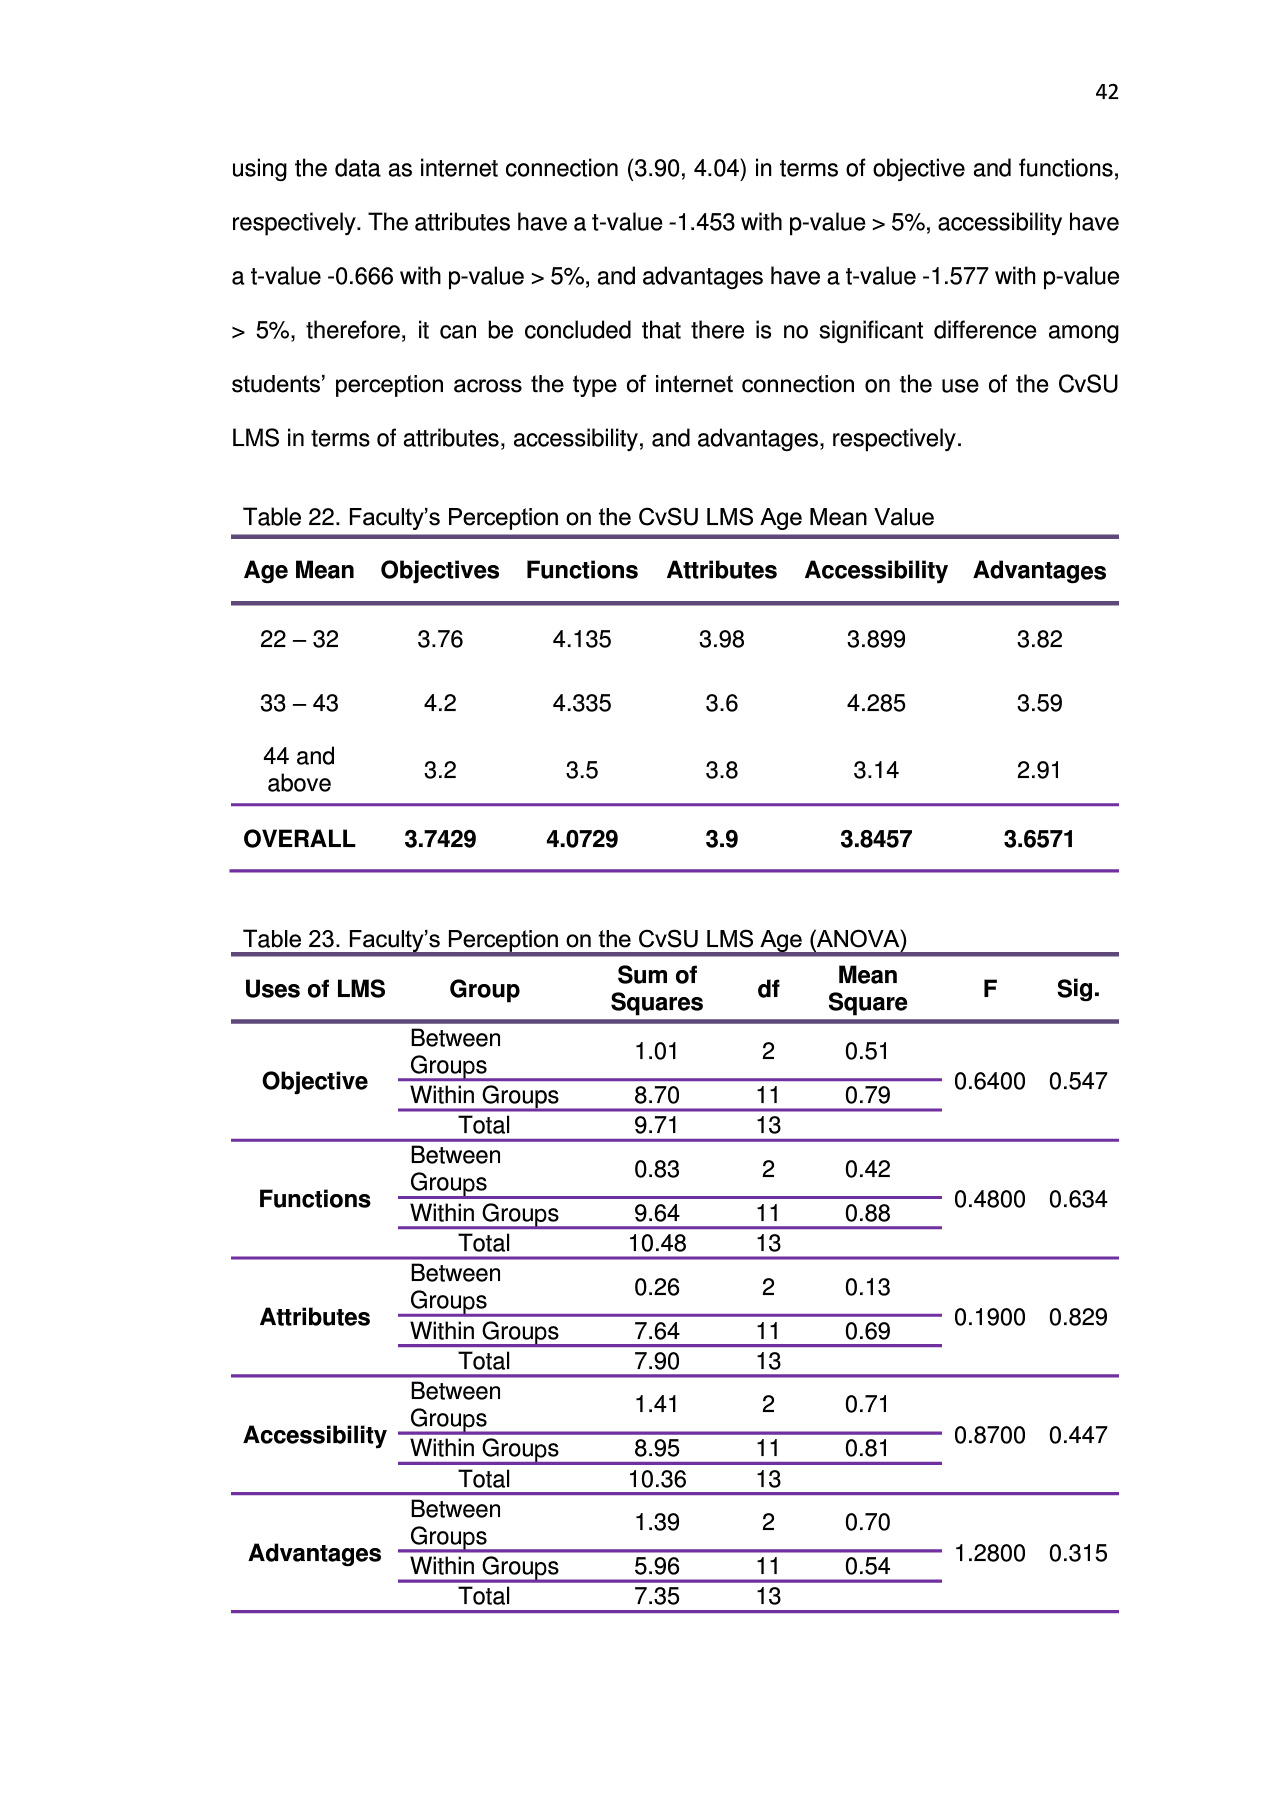 42
using the data as internet connection (3.90, 4.04) in terms of objective and functions,
respectively. The attributes have a t-value -1.453 with p-value > 5%, accessibility have
a t-value -0.666 with p-value > 5%, and advantages have a t-value -1.577 with p-value
> 5%, therefore, it can be concluded that there is no significant difference among
students’ perception across the type of internet connection on the use of the CvSU
LMS in terms of attributes, accessibility, and advantages, respectively.
Table 22. Faculty’s Perception on the CvSU LMS Age Mean Value
Age Mean Objectives Functions Attributes Accessibility Advantages
22 – 32 3.76 4.135 3.98 3.899 3.82
33 – 43 4.2 4.335 3.6 4.285 3.59
44 and
above 3.2 3.5 3.8 3.14 2.91
OVERALL 3.7429 4.0729 3.9 3.8457 3.6571
Table 23. Faculty’s Perception on the CvSU LMS Age (ANOVA)
Uses of LMS Group Sum of
Squares df Mean
Square F Sig.
Objective Between
Groups 1.01 2 0.51 0.6400 0.547
Within Groups 8.70 11 0.79
Total 9.71 13
Functions Between
Groups 0.83 2 0.42 0.4800 0.634
Within Groups 9.64 11 0.88
Total 10.48 13
Attributes Between
Groups 0.26 2 0.13 0.1900 0.829
Within Groups 7.64 11 0.69
Total 7.90 13
Accessibility Between
Groups 1.41 2 0.71 0.8700 0.447
Within Groups 8.95 11 0.81
Total 10.36 13
Advantages Between
Groups 1.39 2 0.70 1.2800 0.315
Within Groups 5.96 11 0.54
Total 7.35 13